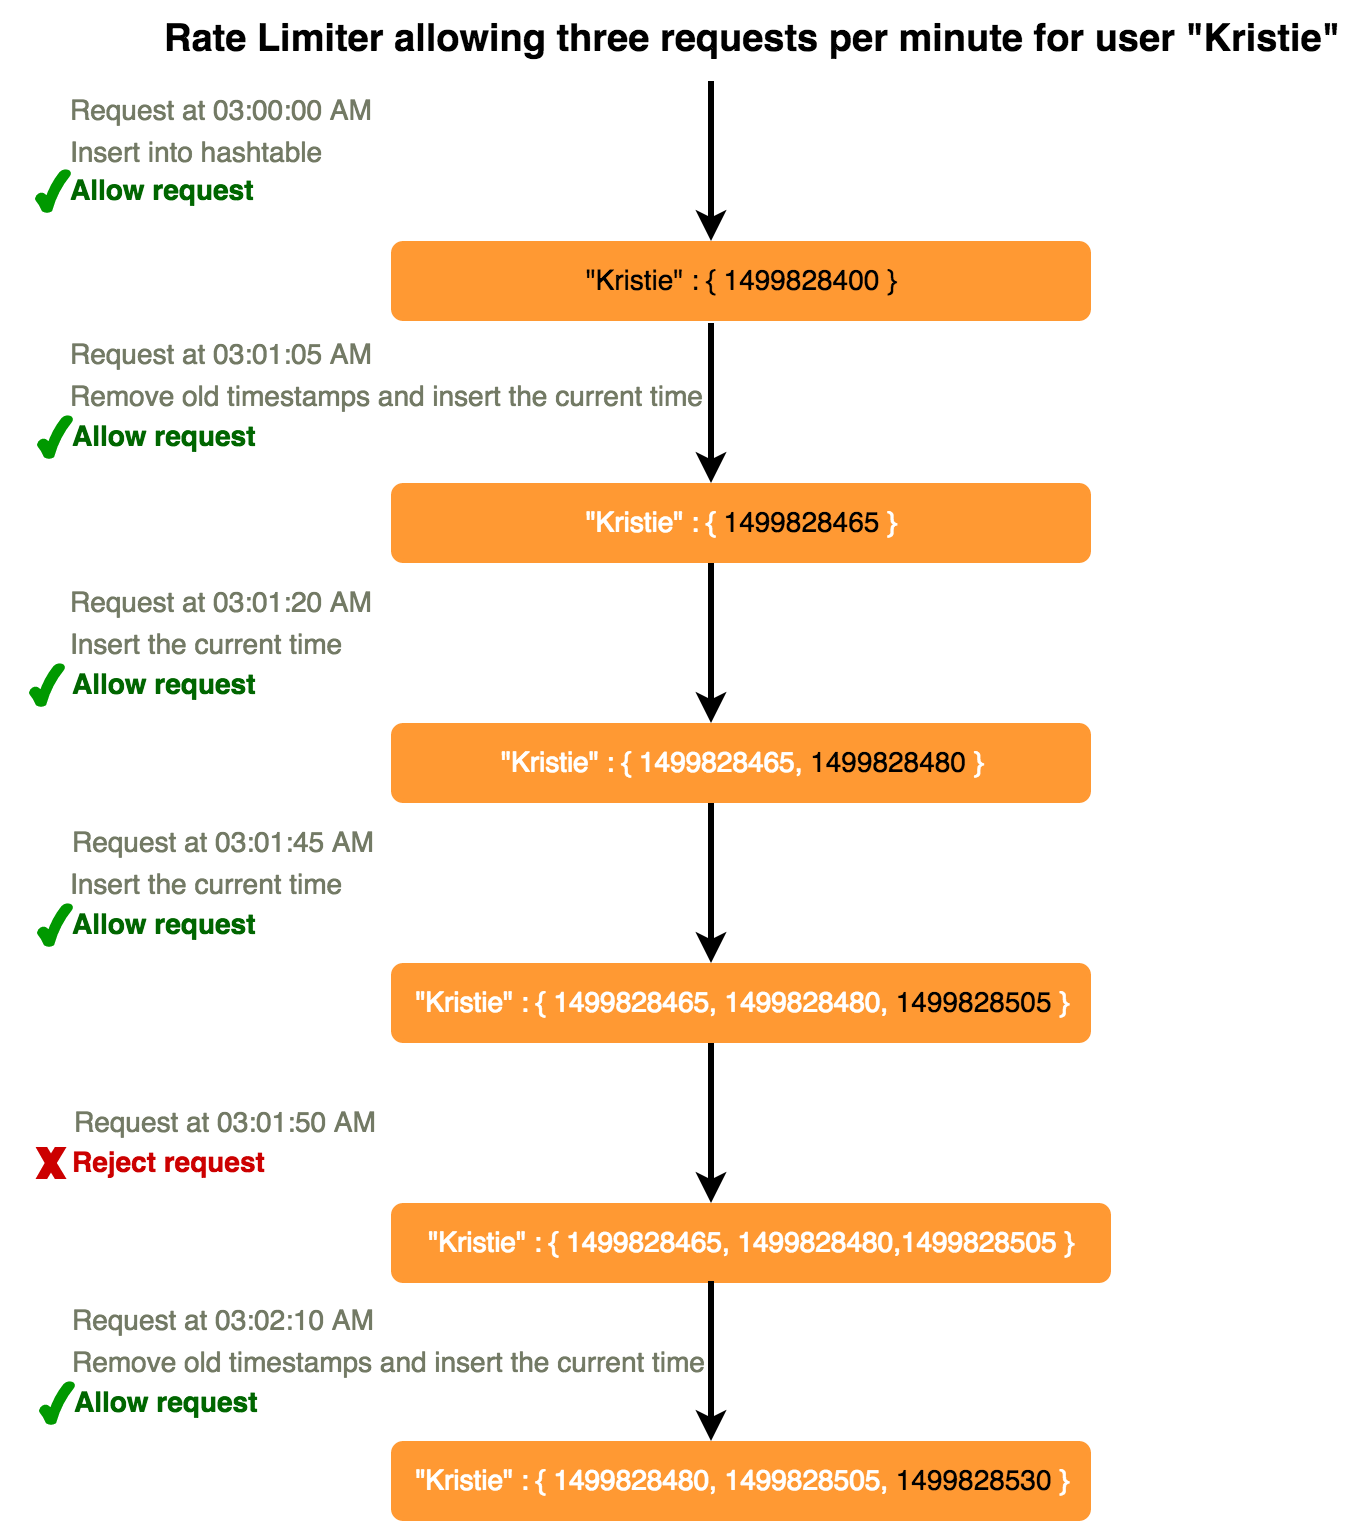 Rate Limiter allowing three requests per minute for user "Kristie"
Request at 03:00:00 AM
Insert into hashtable
Allow request
"Kristie" : { 1499828400 }
Request at 03:01:05 AM
Remove old timestamps and insert the current time
Allow request
"Kristie" : { 1499828465 }
Request at 03:01:20 AM
Insert the current time
Allow request
"Kristie" : { 1499828465, 1499828480 }
Request at 03:01:45 AM
Insert the current time
Allow request
"Kristie" : { 1499828465, 1499828480, 1499828505 }
Request at 03:01:50 AM
Reject request
"Kristie" : { 1499828465, 1499828480,1499828505 }
Request at 03:02:10 AM
Remove old timestamps and insert the current time
Allow request
"Kristie" : { 1499828480, 1499828505, 1499828530 }